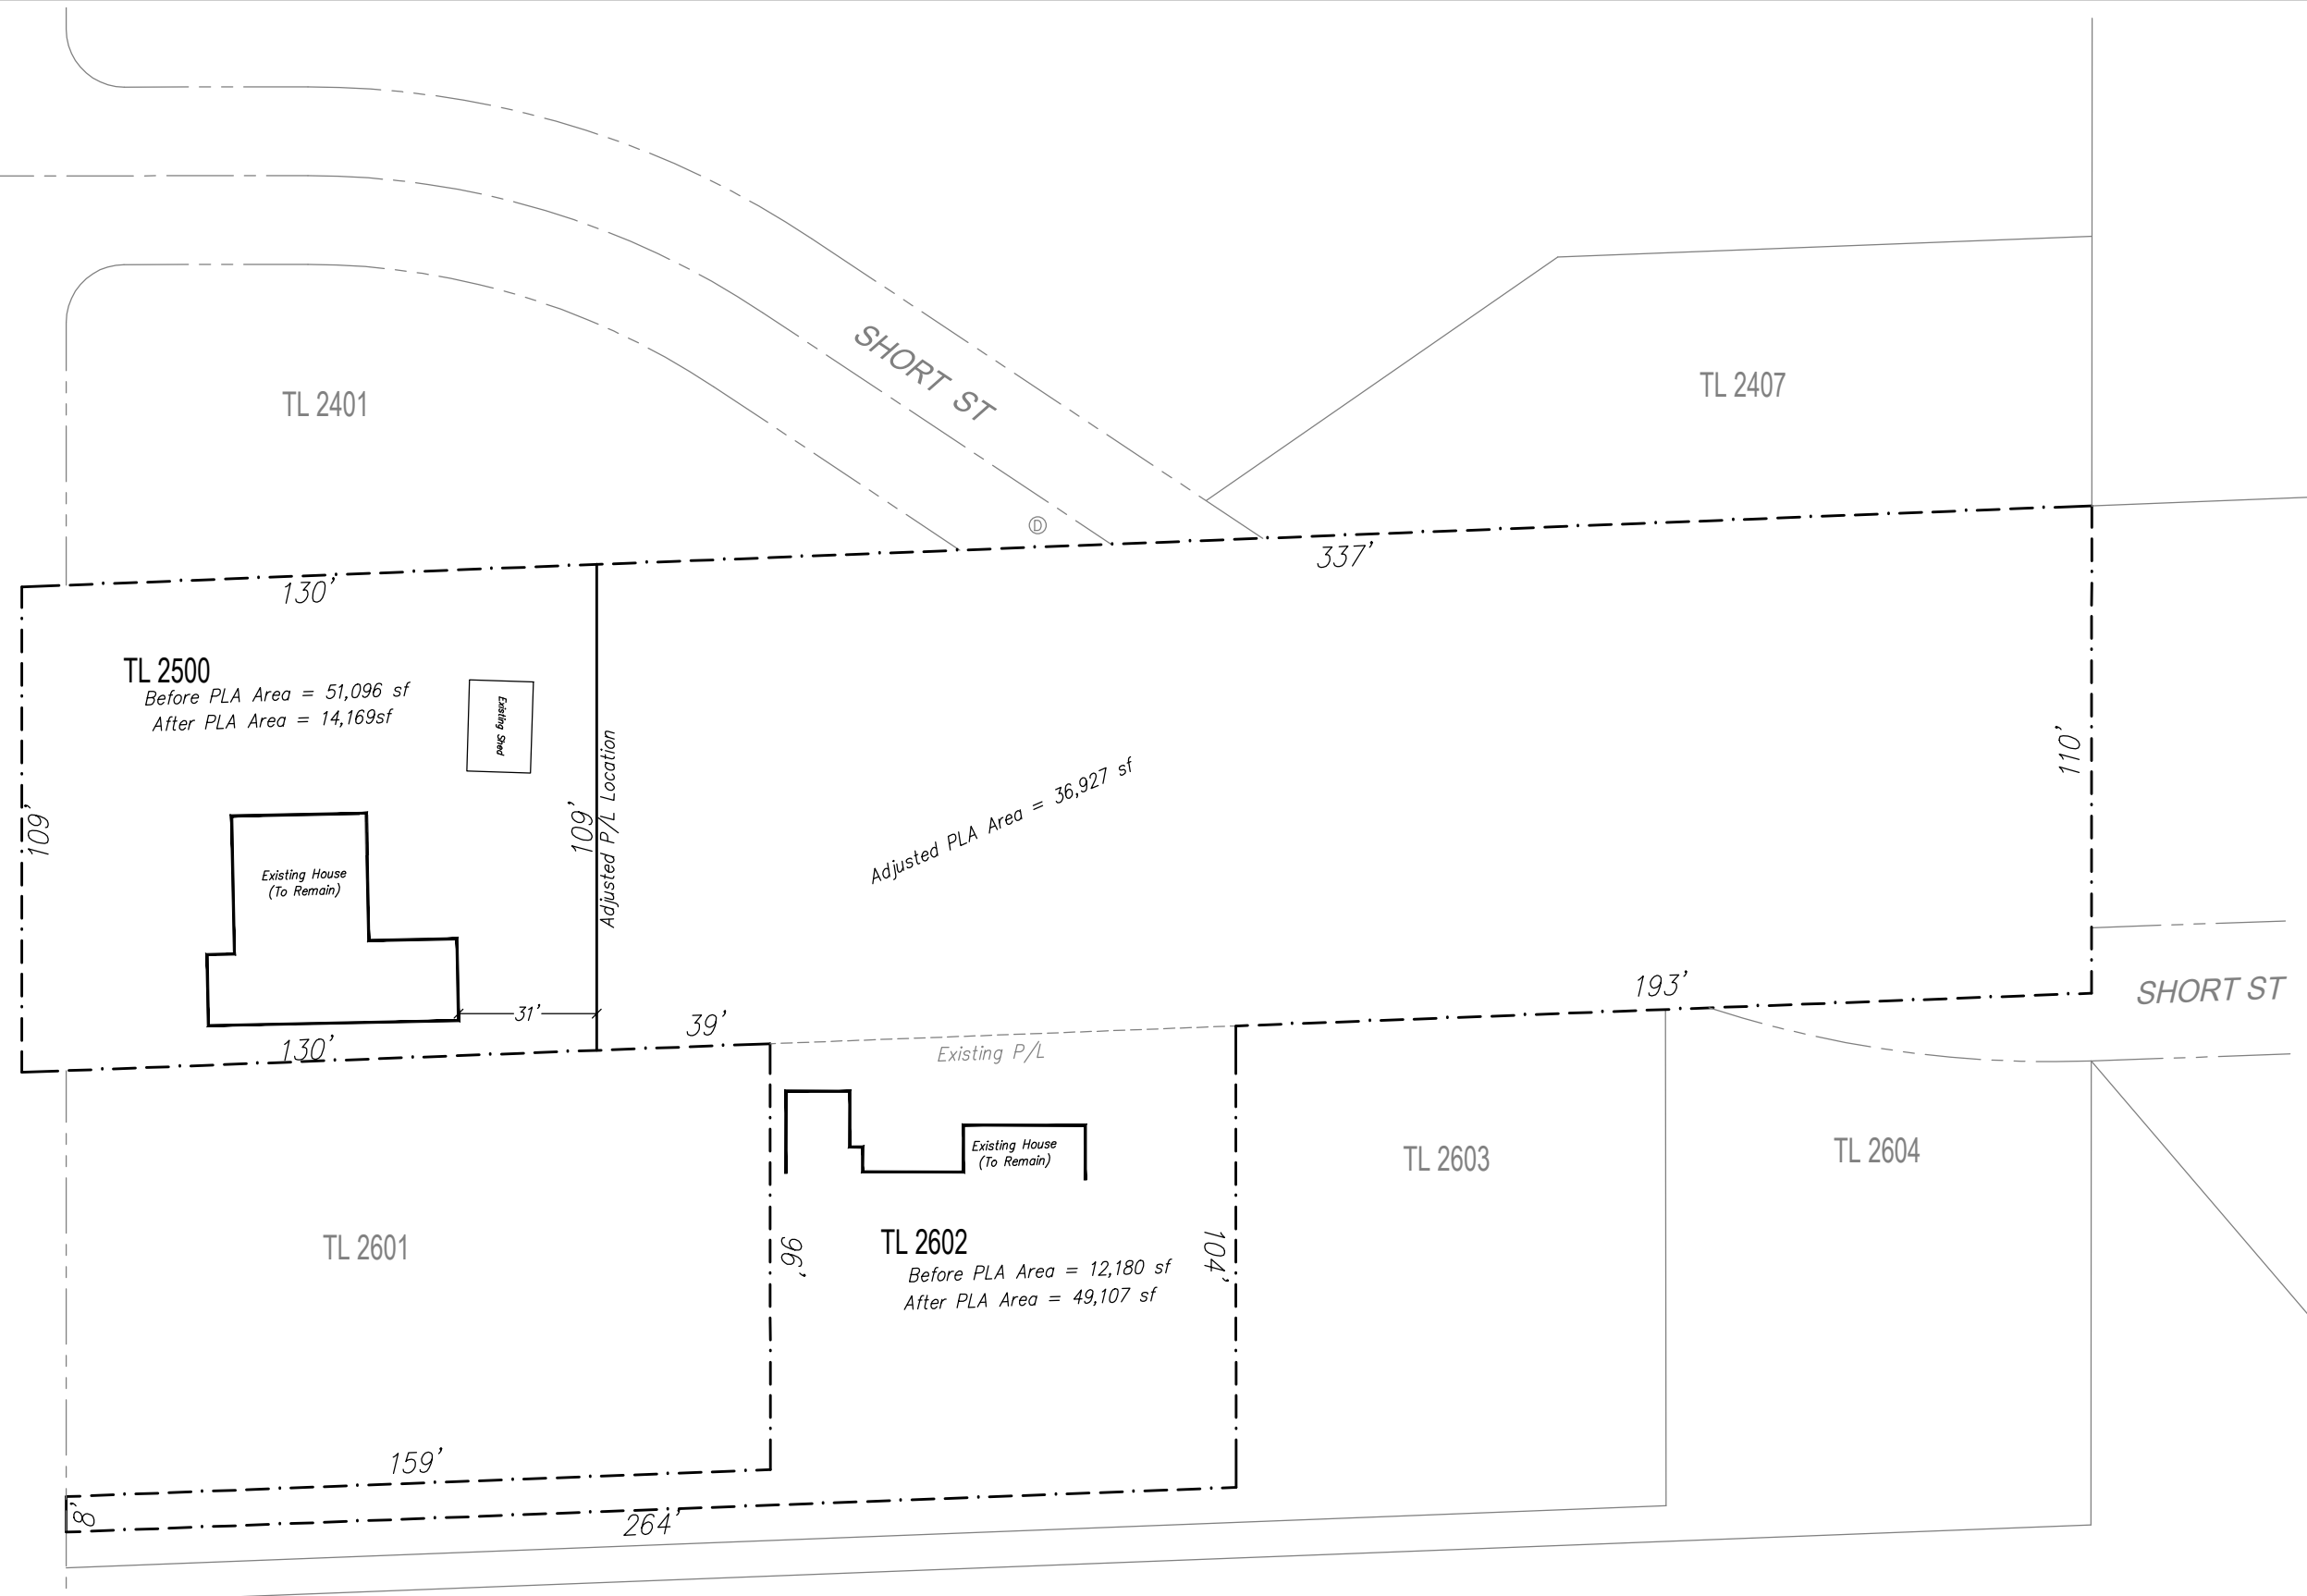 SHORT ST
TL 2401
TL 2407
D
337'
130'
TL 2500
Before PLA Area = 51,096 sf
After PLA Area = 14,169sf
Existing Shed
109'
109'
Adjusted P/L Location
Adjusted PLA Area = 36,927 sf
110'
Existing House
(To Remain)
31'
130'
39'
Existing P/L
193'
SHORT ST
Existing House
(To Remain)
TL 2603
TL 2604
TL 2601
96'
TL 2602
Before PLA Area = 12,180 sf
After PLA Area = 49,107 sf
104'
159'
8'
264'